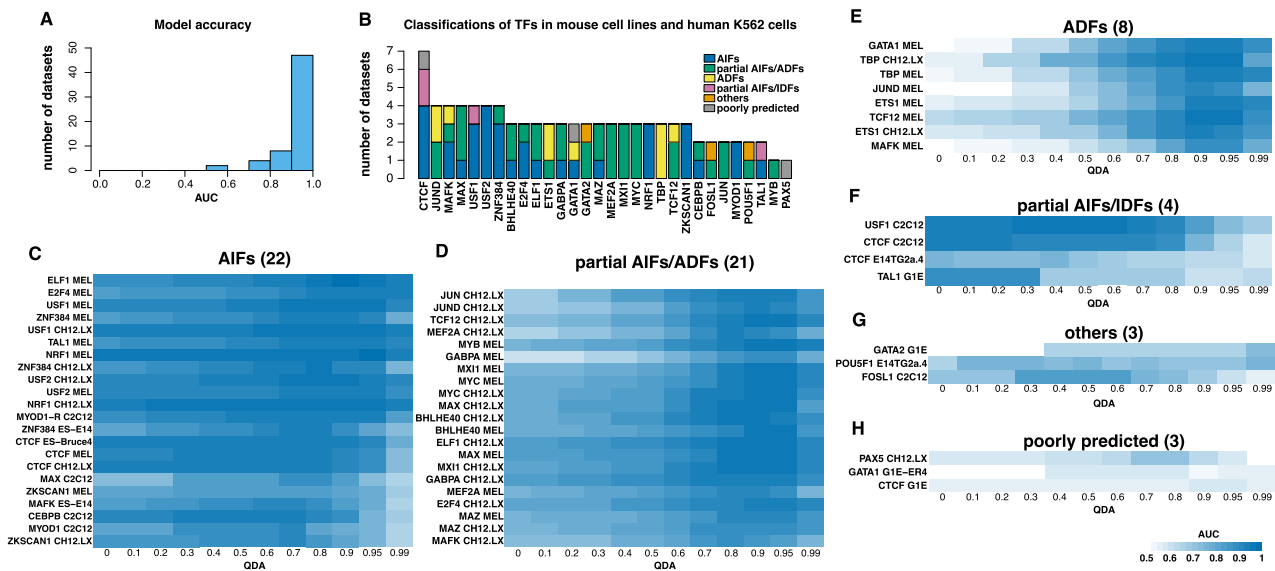 A
Model accuracy
number of datasets
0 10 20 30 40 50
0.0 0.2 0.4 0.6 0.8 1.0
AUC
B
Classifications of TFs in mouse cell lines and human K562 cells
number of datasets
0 1 2 3 4 5 6 7
AIFs
partial AIFs/ADFs
ADFs
partial AIFs/IDFs
others
poorly predicted
CTCF JUND MAFK MAX USF1 USF2 ZNF384 BHLHE40 E2F4 ELF1 ETS1 GABPA GATA1 GATA2 MAZ MEF2A MXI1 MYC NRF1 TBP TCF12 ZKSCAN1 CEBPB FOSL1 JUN MYOD1 POU5F1 TAL1 MYB PAX5
C
AIFs (22)
ELF1 MEL
E2F4 MEL
USF1 MEL
ZNF384 MEL
USF1 CH12.LX
TAL1 MEL
NRF1 MEL
ZNF384 CH12.LX
USF2 CH12.LX
USF2 MEL
NRF1 CH12.LX
MYOD1-R C2C12
ZNF384 ES-E14
CTCF ES-Bruce4
CTCF MEL
CTCF CH12.LX
MAX C2C12
ZKSCAN1 MEL
MAFK ES-E14
CEBPB C2C12
MYOD1 C2C12
ZKSCAN1 CH12.LX
0 0.1 0.2 0.3 0.4 0.5 0.6 0.7 0.8 0.9 0.95 0.99
QDA
D
partial AIFs/ADFs (21)
JUN CH12.LX
JUND CH12.LX
TCF12 CH12.LX
MEF2A CH12.LX
MYB MEL
GABPA MEL
MXI1 MEL
MYC MEL
MYC CH12.LX
MAX CH12.LX
BHLHE40 CH12.LX
BHLHE40 MEL
ELF1 CH12.LX
MAX MEL
MXI1 CH12.LX
GABPA CH12.LX
MEF2A MEL
E2F4 CH12.LX
MAZ MEL
MAZ CH12.LX
MAFK CH12.LX
0 0.1 0.2 0.3 0.4 0.5 0.6 0.7 0.8 0.9 0.95 0.99
QDA
E
ADFs (8)
GATA1 MEL
TBP CH12.LX
TBP MEL
JUND MEL
ETS1 MEL
TCF12 MEL
ETS1 CH12.LX
MAFK MEL
0 0.1 0.2 0.3 0.4 0.5 0.6 0.7 0.8 0.9 0.95 0.99
QDA
F
partial AIFs/IDFs (4)
USF1 C2C12
CTCF C2C12
CTCF E14TG2a.4
TAL1 G1E
0 0.1 0.2 0.3 0.4 0.5 0.6 0.7 0.8 0.9 0.95 0.99
QDA
G
others (3)
GATA2 G1E
POU5F1 E14TG2a.4
FOSL1 C2C12
0 0.1 0.2 0.3 0.4 0.5 0.6 0.7 0.8 0.9 0.95 0.99
QDA
H
poorly predicted (3)
PAX5 CH12.LX
GATA1 G1E-ER4
CTCF G1E
0 0.1 0.2 0.3 0.4 0.5 0.6 0.7 0.8 0.9 0.95 0.99
QDA
AUC
0.5 0.6 0.7 0.8 0.9 1